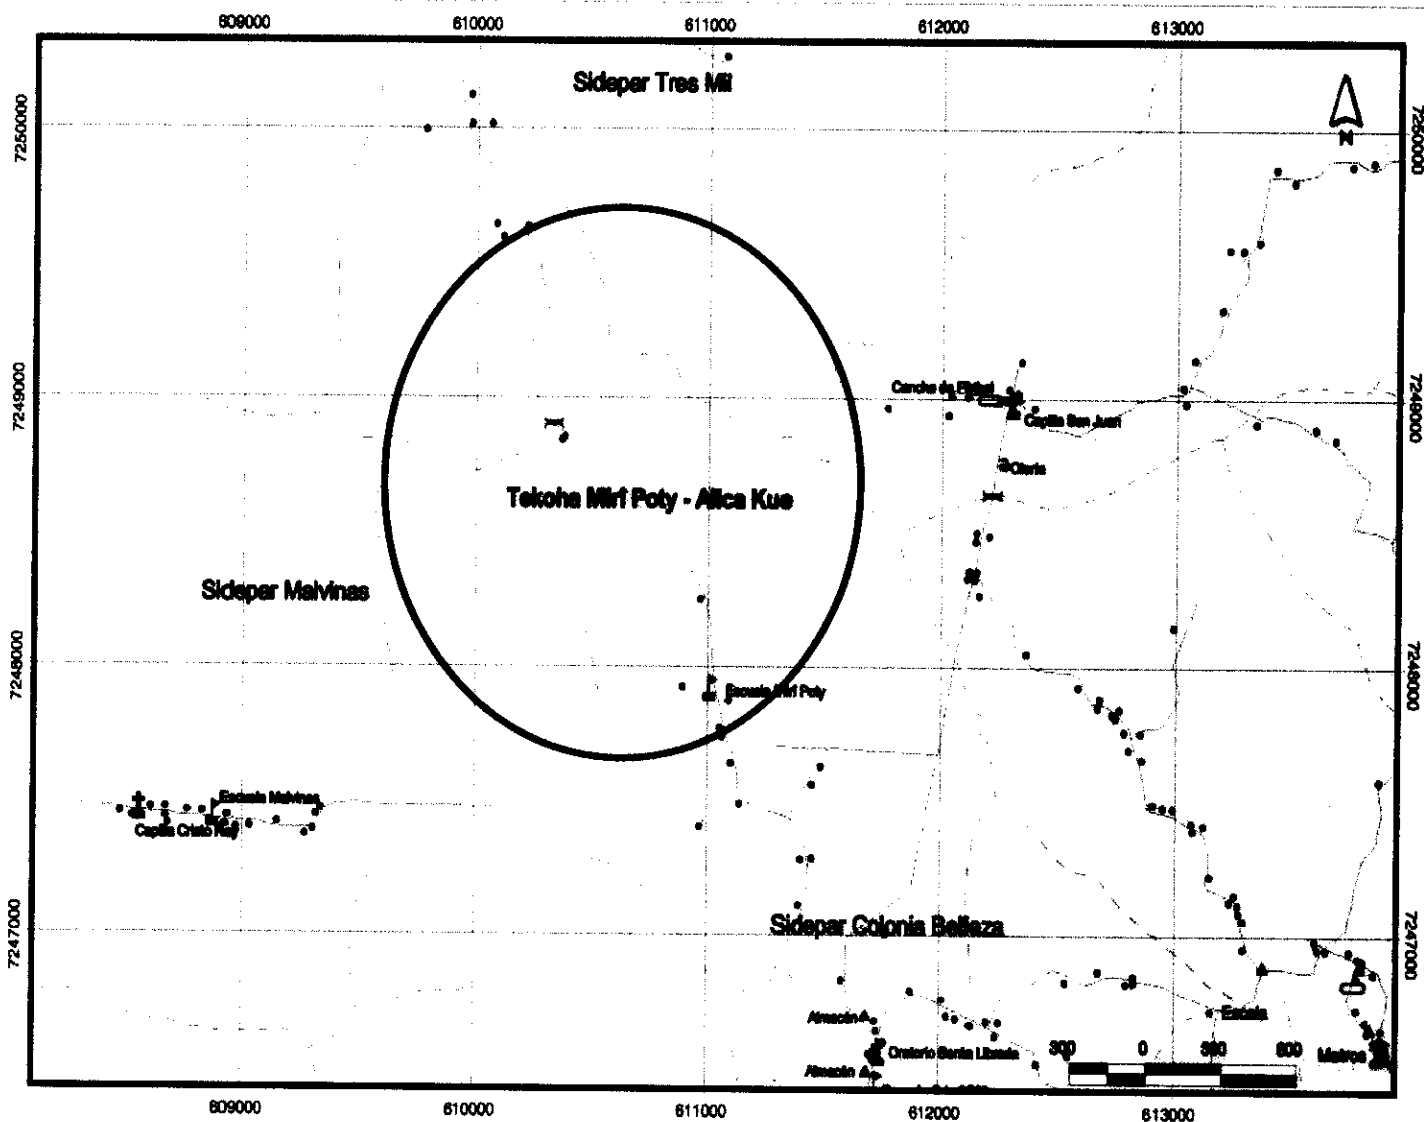 609000 610000 611000 612000 613000
Sidepar Tres Mil
N
7250000 7250000
7249000 7249000
Cancha de Fútbol
Capilla San Juan
Olería
Tekoha Mirî Poty - Alica Kue
Sidepar Malvinas
7248000 7248000
Escuela Mirî Poty
Escuela Malvinas
Capilla Cristo Rey
Sidepar Colonia Belleza
7247000 7247000
Almacén
Escala
Oratorio Santa Librada
300 0 300 600
Metros
Almacén
609000 610000 611000 612000 613000